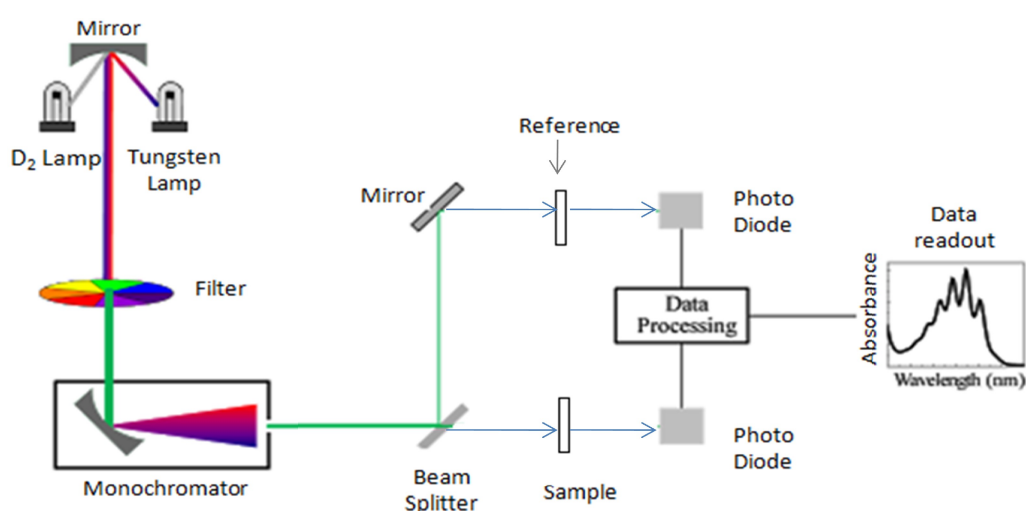 Mirror
D₂ Lamp
Tungsten
Lamp
Filter
Monochromator
Mirror
Beam
Splitter
Reference
Sample
Photo
Diode
Data
Processing
Photo
Diode
Data
readout
Absorbance
Wavelength (nm)